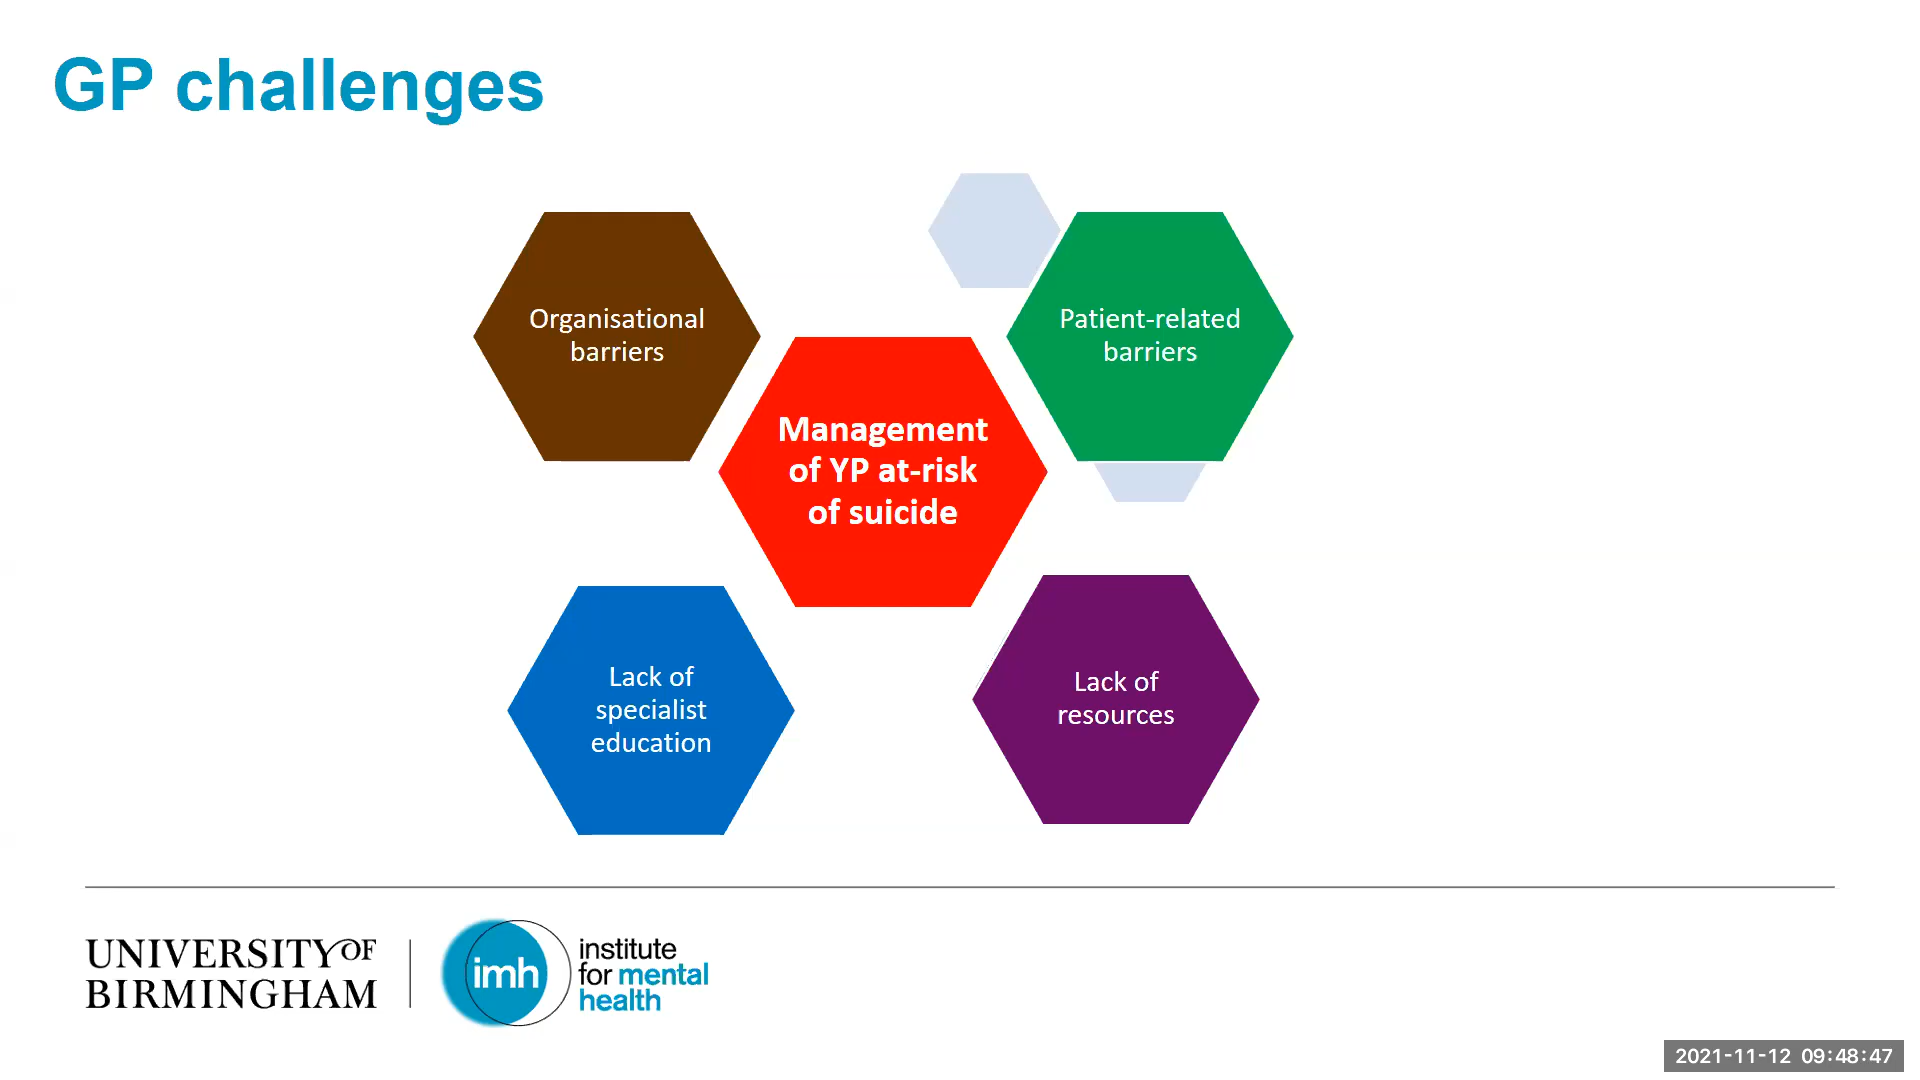 GP challenges
Organisational
barriers
Patient-related
barriers
Management
of YP at-risk
of suicide
Lack of
specialist
education
Lack of
resources
UNIVERSITY OF
BIRMINGHAM
imh
institute
for mental
health
2021-11-12 09:48:47